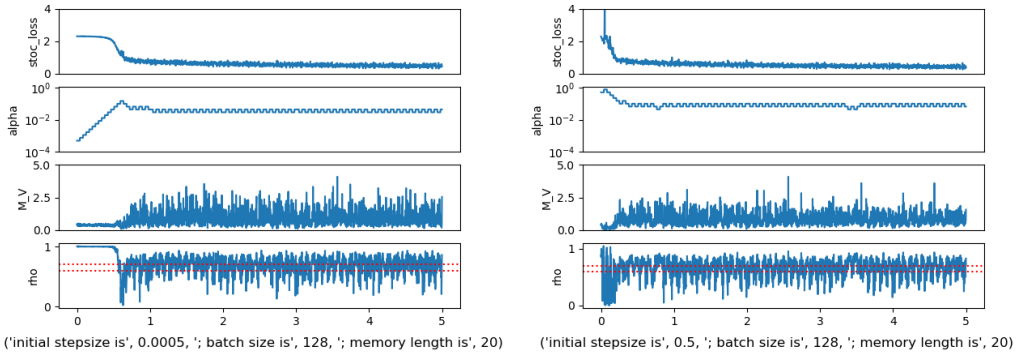 4
2
0
stoc_loss
10^0
10^-2
10^-4
alpha
5.0
2.5
0.0
M_V
1
0
rho
0 1 2 3 4 5
('initial stepsize is', 0.0005, '; batch size is', 128, '; memory length is', 20)
4
2
0
stoc_loss
10^0
10^-2
10^-4
alpha
5.0
2.5
0.0
M_V
1
0
rho
0 1 2 3 4 5
('initial stepsize is', 0.5, '; batch size is', 128, '; memory length is', 20)